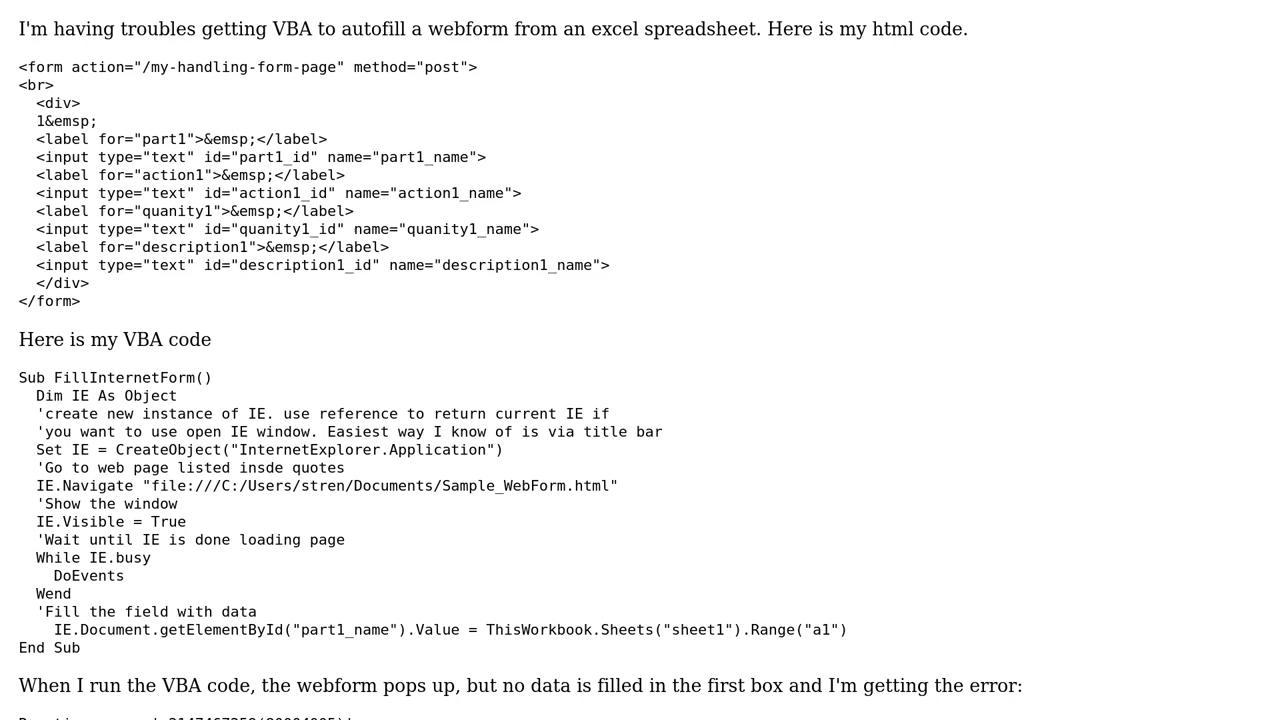 I'm having troubles getting VBA to autofill a webform from an excel spreadsheet. Here is my html code.
<form action="/my-handling-form-page" method="post">
<br>
  <div>
  1&emsp;
  <label for="part1">&emsp;</label>
  <input type="text" id="part1_id" name="part1_name">
  <label for="action1">&emsp;</label>
  <input type="text" id="action1_id" name="action1_name">
  <label for="quanity1">&emsp;</label>
  <input type="text" id="quanity1_id" name="quanity1_name">
  <label for="description1">&emsp;</label>
  <input type="text" id="description1_id" name="description1_name">
  </div>
</form>
Here is my VBA code
Sub FillInternetForm()
  Dim IE As Object
  'create new instance of IE. use reference to return current IE if
  'you want to use open IE window. Easiest way I know of is via title bar
  Set IE = CreateObject("InternetExplorer.Application")
  'Go to web page listed insde quotes
  IE.Navigate "file:///C:/Users/stren/Documents/Sample_WebForm.html"
  'Show the window
  IE.Visible = True
  'Wait until IE is done loading page
  While IE.busy
    DoEvents
  Wend
  'Fill the field with data
    IE.Document.getElementById("part1_name").Value = ThisWorkbook.Sheets("sheet1").Range("a1")
End Sub
When I run the VBA code, the webform pops up, but no data is filled in the first box and I'm getting the error: